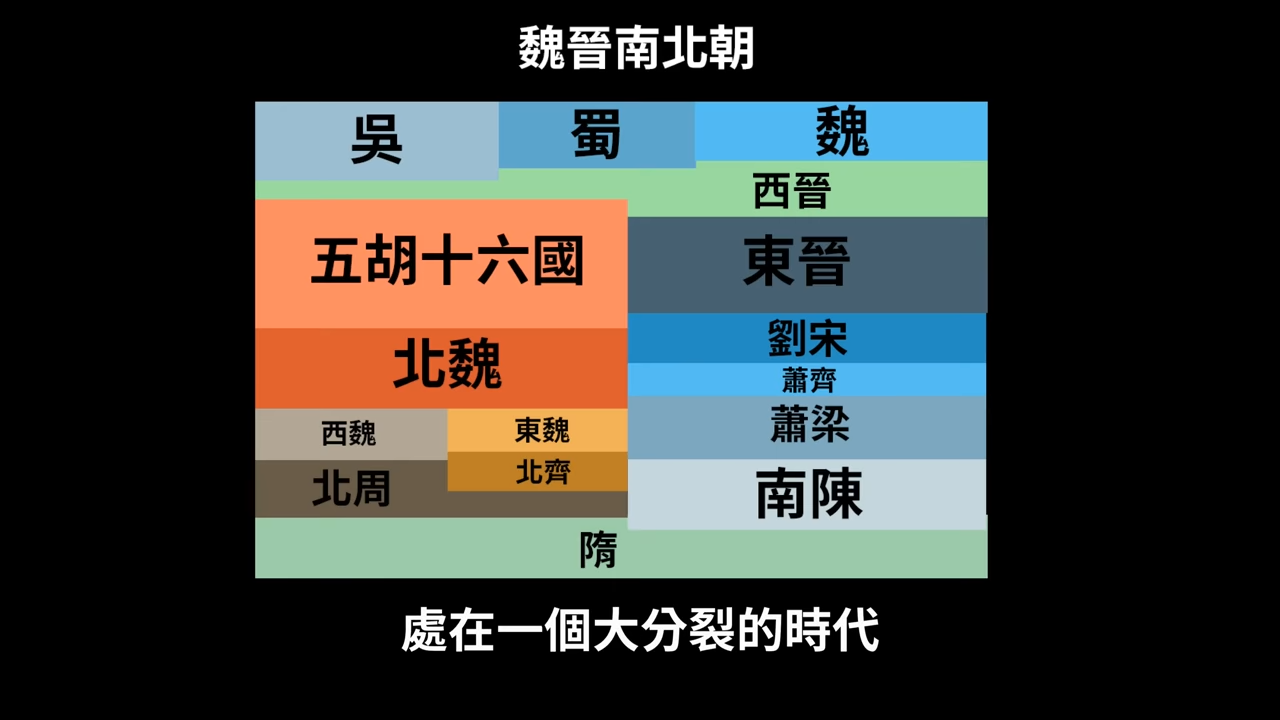 魏晉南北朝
吳
蜀
魏
西晉
五胡十六國
東晉
北魏
劉宋
蕭齊
蕭梁
西魏
東魏
北齊
北周
南陳
隋
處在一個大分裂的時代